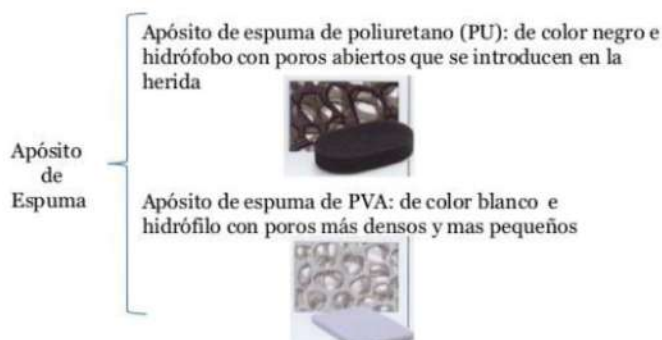 Apósito de espuma de poliuretano (PU): de color negro e
hidrófobo con poros abiertos que se introducen en la
herida
Apósito
de
Espuma
Apósito de espuma de PVA: de color blanco e
hidrófilo con poros más densos y mas pequeños